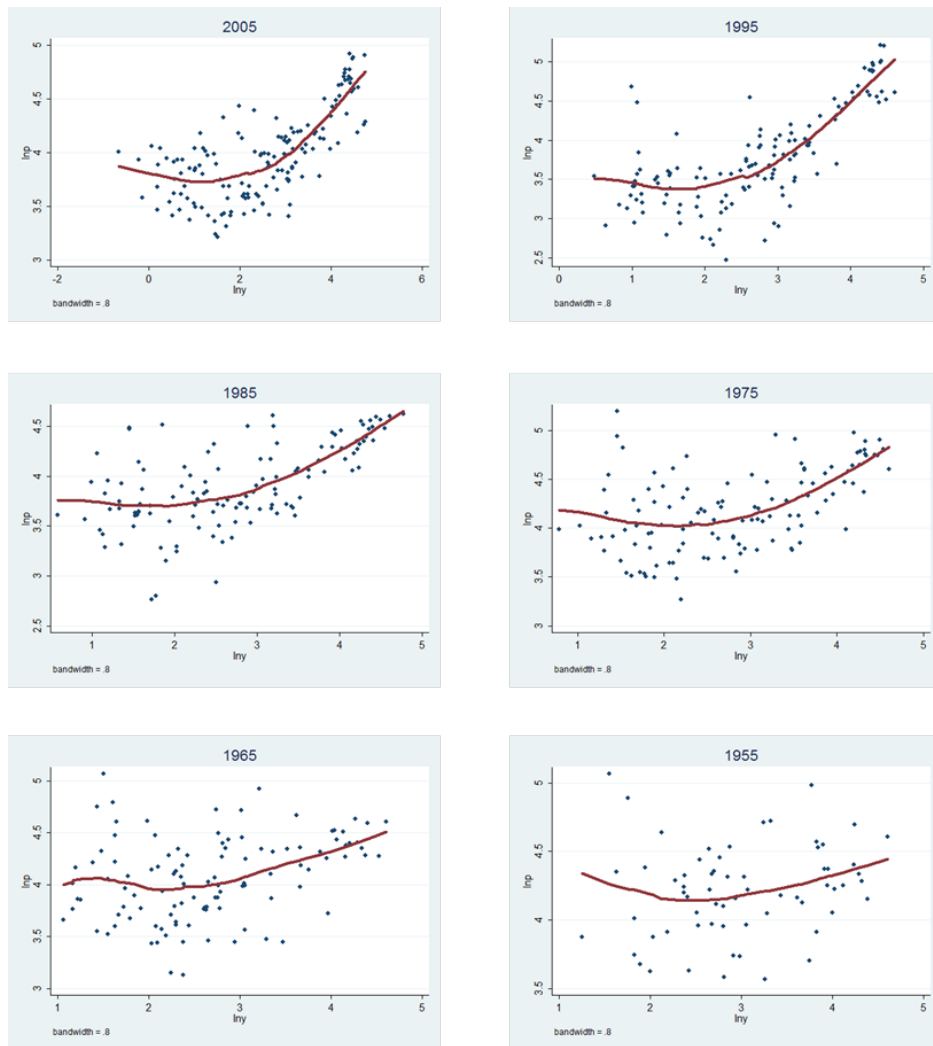 2005
5
4.5
4
3.5
3
lnp
-2 0 2 4 6
lny
bandwidth = .8
1995
5
4.5
4
3.5
3
2.5
lnp
0 1 2 3 4 5
lny
bandwidth = .8
1985
4.5
4
3.5
3
2.5
lnp
1 2 3 4 5
lny
bandwidth = .8
1975
5
4.5
4
3.5
3
lnp
1 2 3 4 5
lny
bandwidth = .8
1965
5
4.5
4
3.5
3
lnp
1 2 3 4 5
lny
bandwidth = .8
1955
5
4.5
4
3.5
lnp
1 2 3 4 5
lny
bandwidth = .8